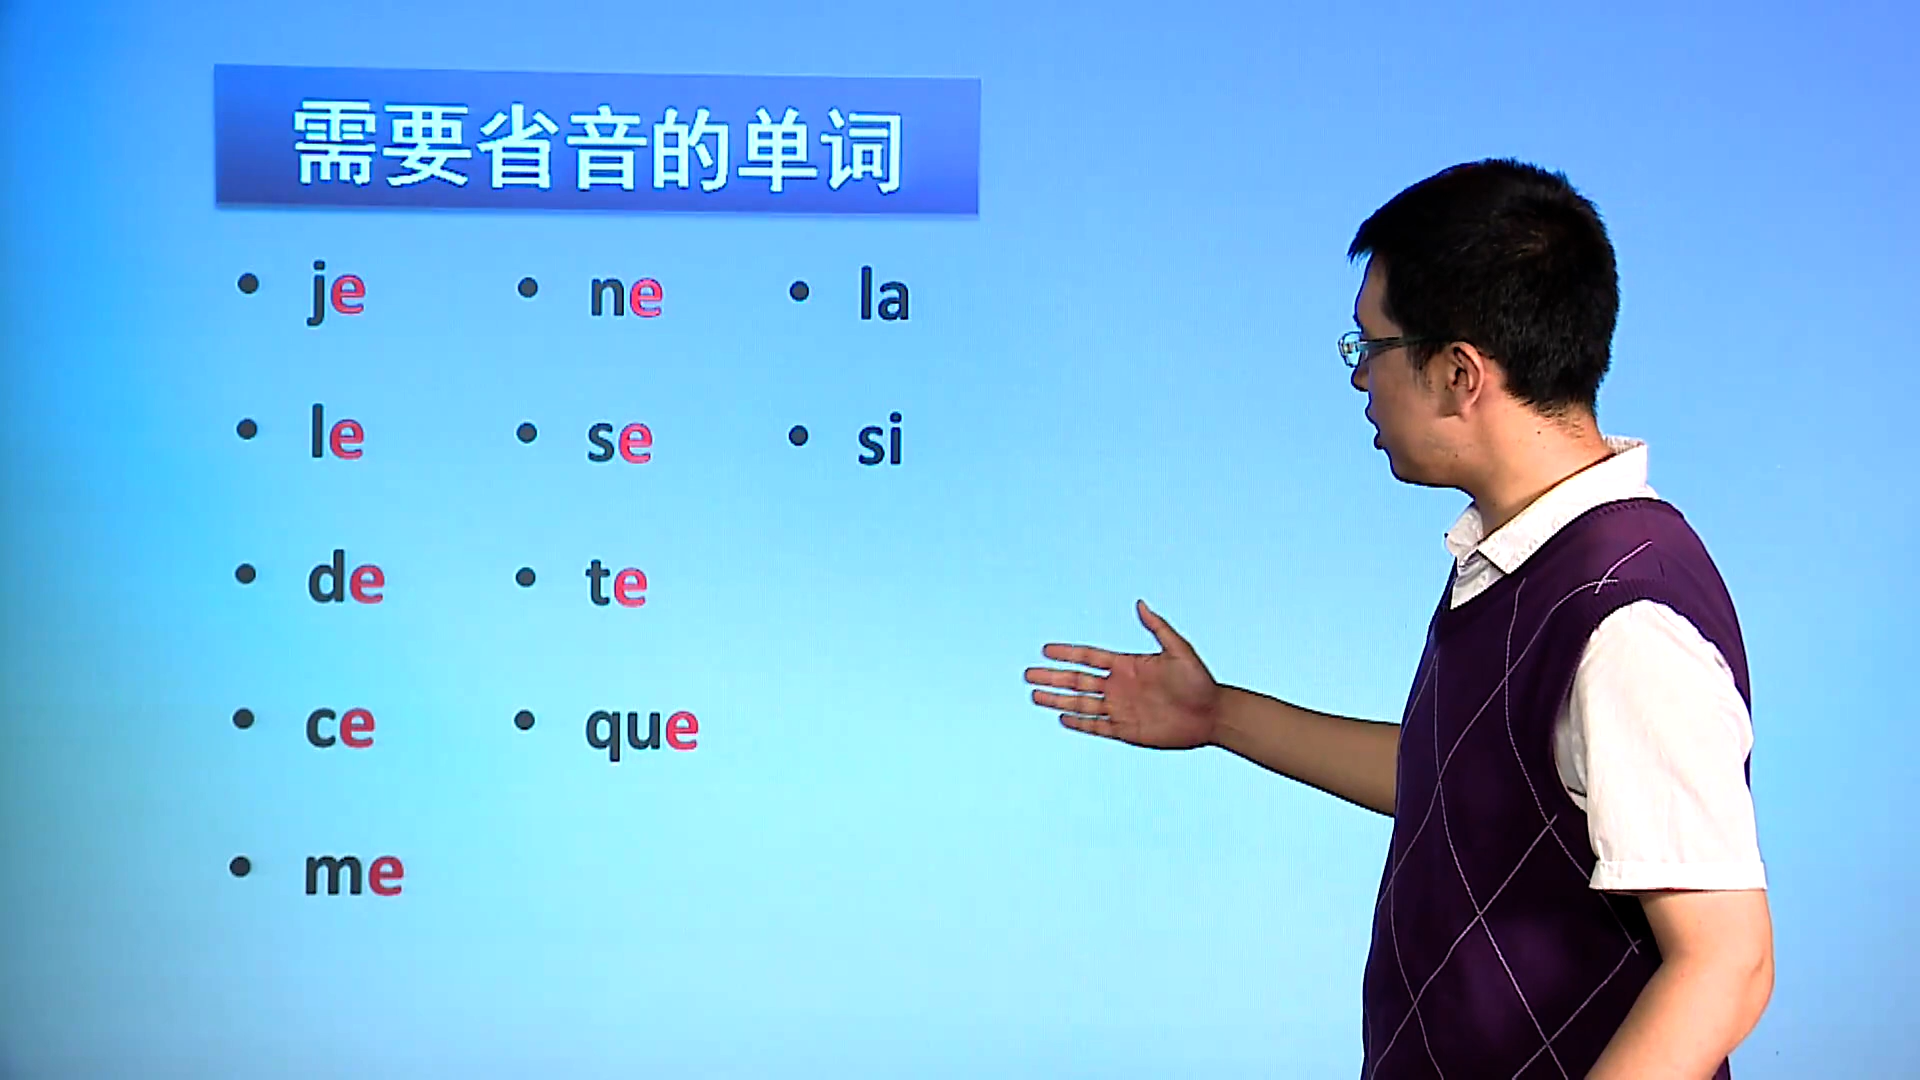 需要省音的单词
• je • ne • la
• le • se • si
• de • te
• ce • que
• me